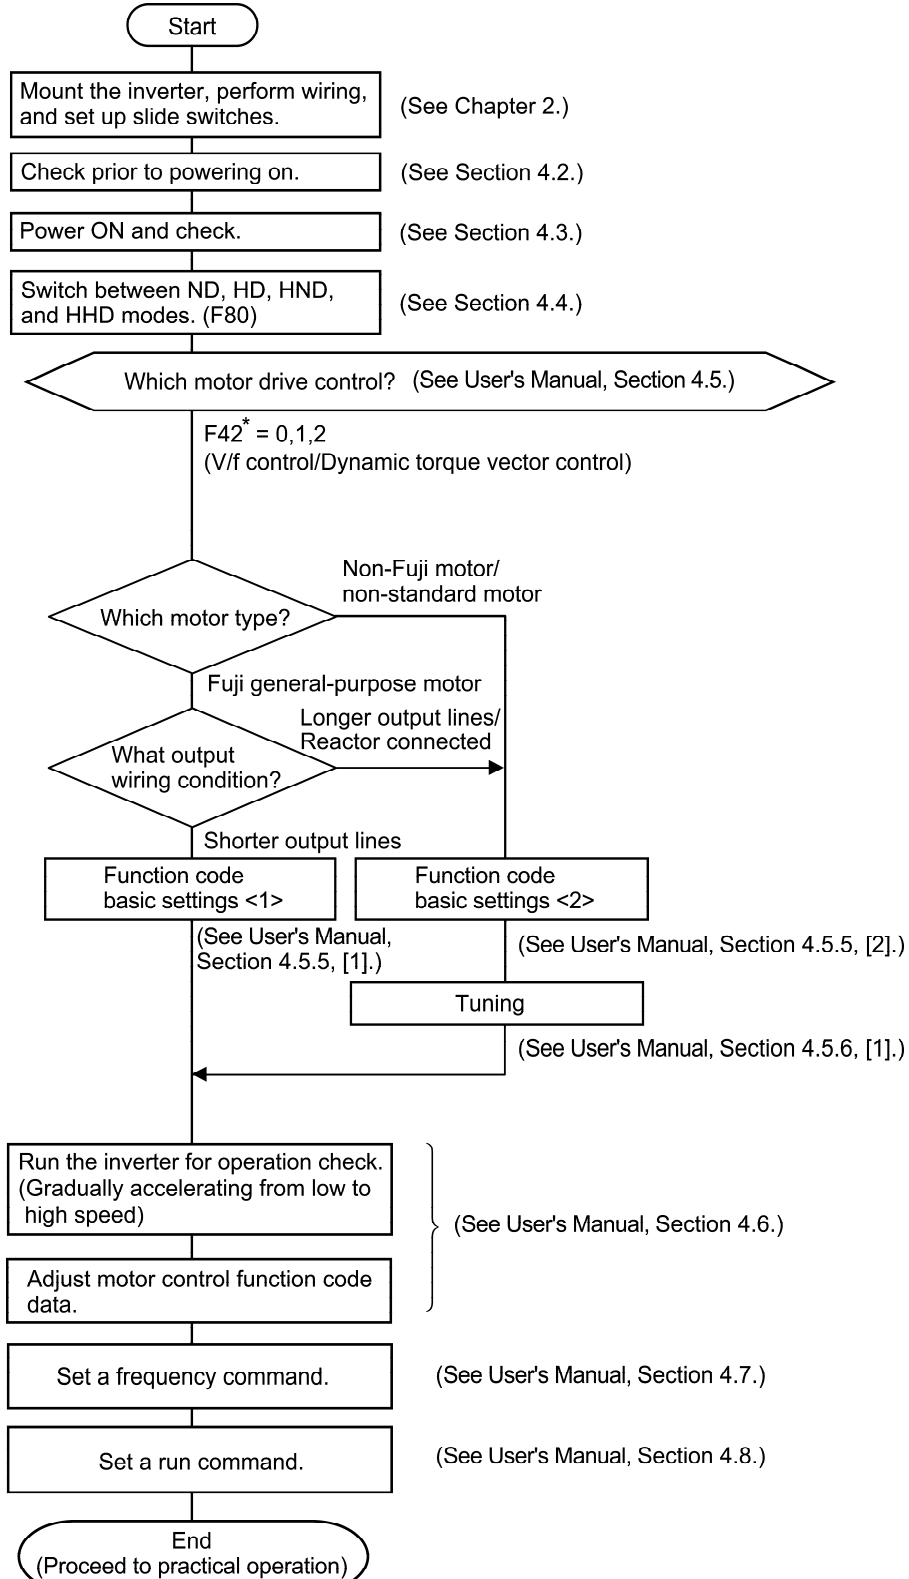 Start
Mount the inverter, perform wiring,
and set up slide switches.
(See Chapter 2.)
Check prior to powering on.
(See Section 4.2.)
Power ON and check.
(See Section 4.3.)
Switch between ND, HD, HND,
and HHD modes. (F80)
(See Section 4.4.)
Which motor drive control? (See User's Manual, Section 4.5.)
F42* = 0,1,2
(V/f control/Dynamic torque vector control)
Non-Fuji motor/
non-standard motor
Which motor type?
Fuji general-purpose motor
Longer output lines/
Reactor connected
What output
wiring condition?
Shorter output lines
Function code
basic settings <1>
Function code
basic settings <2>
(See User's Manual,
Section 4.5.5, [1].)
(See User's Manual, Section 4.5.5, [2].)
Tuning
(See User's Manual, Section 4.5.6, [1].)
Run the inverter for operation check.
(Gradually accelerating from low to
high speed)
(See User's Manual, Section 4.6.)
Adjust motor control function code
data.
Set a frequency command.
(See User's Manual, Section 4.7.)
Set a run command.
(See User's Manual, Section 4.8.)
End
(Proceed to practical operation)